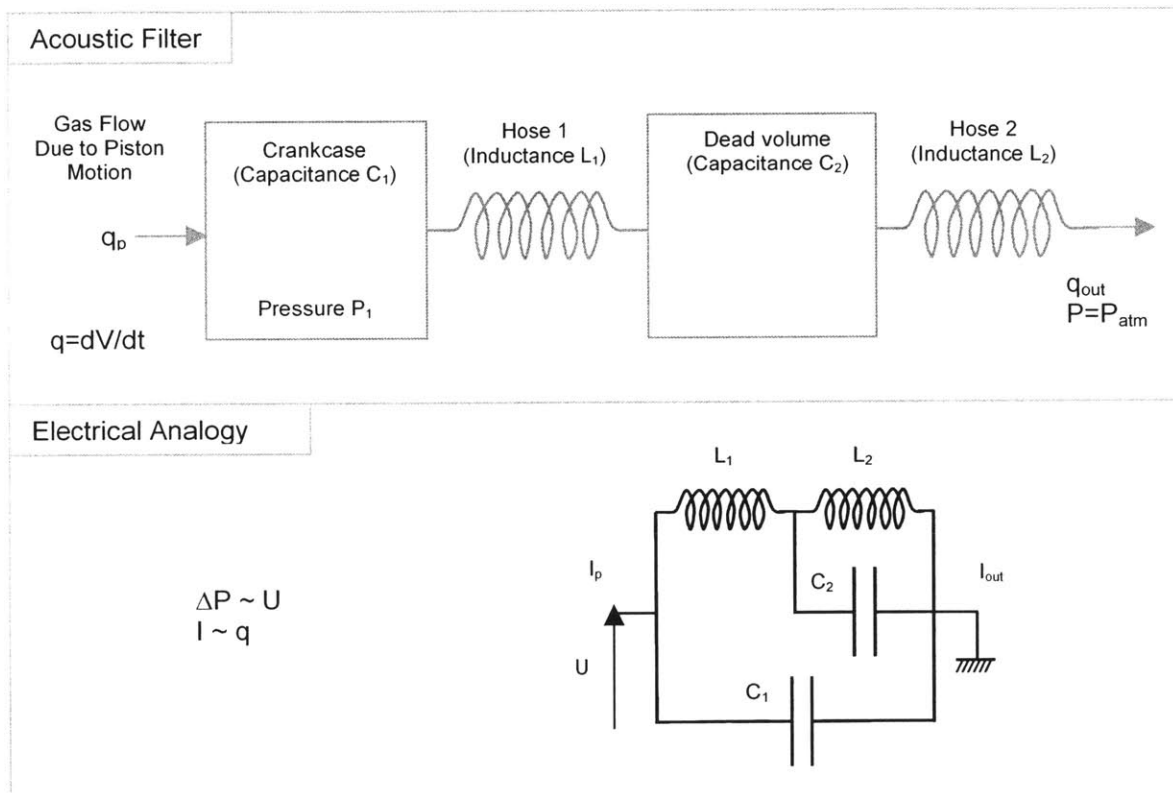 Acoustic Filter
Gas Flow
Due to Piston
Motion
qₚ
q=dV/dt
Crankcase
(Capacitance C₁)
Pressure P₁
Hose 1
(Inductance L₁)
Dead volume
(Capacitance C₂)
Hose 2
(Inductance L₂)
qout
P=Patm
Electrical Analogy
ΔP ~ U
I ~ q
L₁
L₂
Iₚ
C₂
Iout
U
C₁